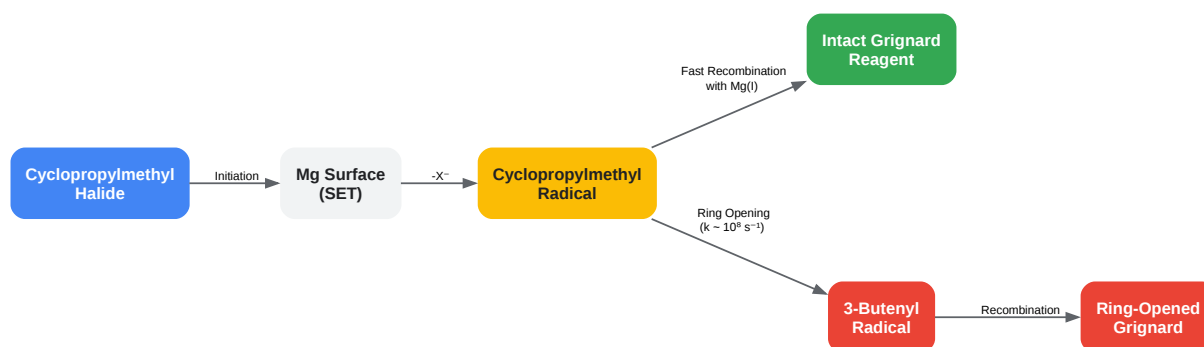 Cyclopropylmethyl
Halide
Initiation
Mg Surface
(SET)
-X⁻
Cyclopropylmethyl
Radical
Fast Recombination
with Mg(I)
Intact Grignard
Reagent
Ring Opening
(k ~ 10⁸ s⁻¹)
3-Butenyl
Radical
Recombination
Ring-Opened
Grignard